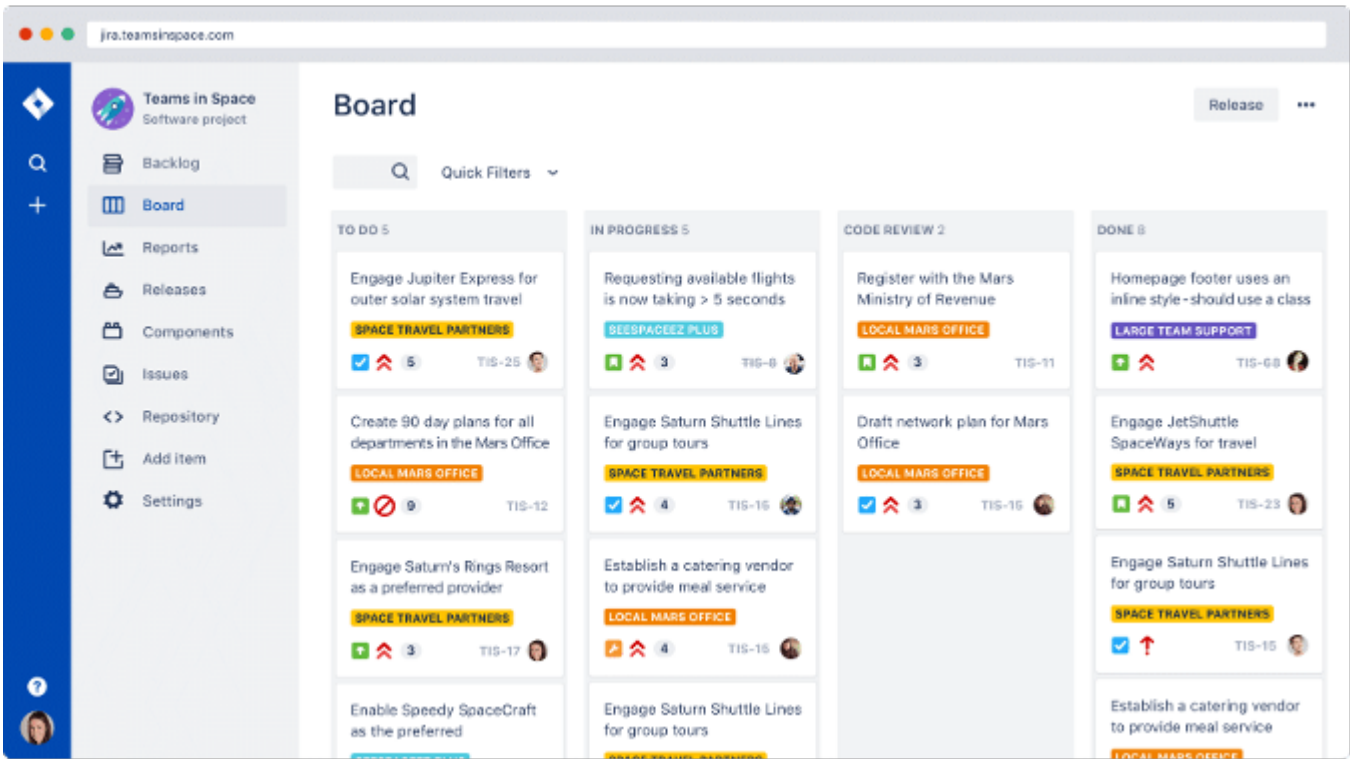 jira.teamsinspace.com
Teams in Space
Software project
Backlog
Board
Reports
Releases
Components
Issues
Repository
Add item
Settings
Board
Release
Quick Filters
TO DO 5
Engage Jupiter Express for
outer solar system travel
SPACE TRAVEL PARTNERS
5
TIS-25
Create 90 day plans for all
departments in the Mars Office
LOCAL MARS OFFICE
9
TIS-12
Engage Saturn's Rings Resort
as a preferred provider
SPACE TRAVEL PARTNERS
3
TIS-17
Enable Speedy SpaceCraft
as the preferred
SEESPACEEZ PLUS
IN PROGRESS 5
Requesting available flights
is now taking > 5 seconds
SEESPACEEZ PLUS
3
TIS-8
Engage Saturn Shuttle Lines
for group tours
SPACE TRAVEL PARTNERS
4
TIS-15
Establish a catering vendor
to provide meal service
LOCAL MARS OFFICE
4
TIS-15
Engage Saturn Shuttle Lines
for group tours
SPACE TRAVEL PARTNERS
CODE REVIEW 2
Register with the Mars
Ministry of Revenue
LOCAL MARS OFFICE
3
TIS-11
Draft network plan for Mars
Office
LOCAL MARS OFFICE
3
TIS-15
DONE 8
Homepage footer uses an
inline style - should use a class
LARGE TEAM SUPPORT
TIS-68
Engage JetShuttle
SpaceWays for travel
SPACE TRAVEL PARTNERS
5
TIS-23
Engage Saturn Shuttle Lines
for group tours
SPACE TRAVEL PARTNERS
TIS-15
Establish a catering vendor
to provide meal service
LOCAL MARS OFFICE